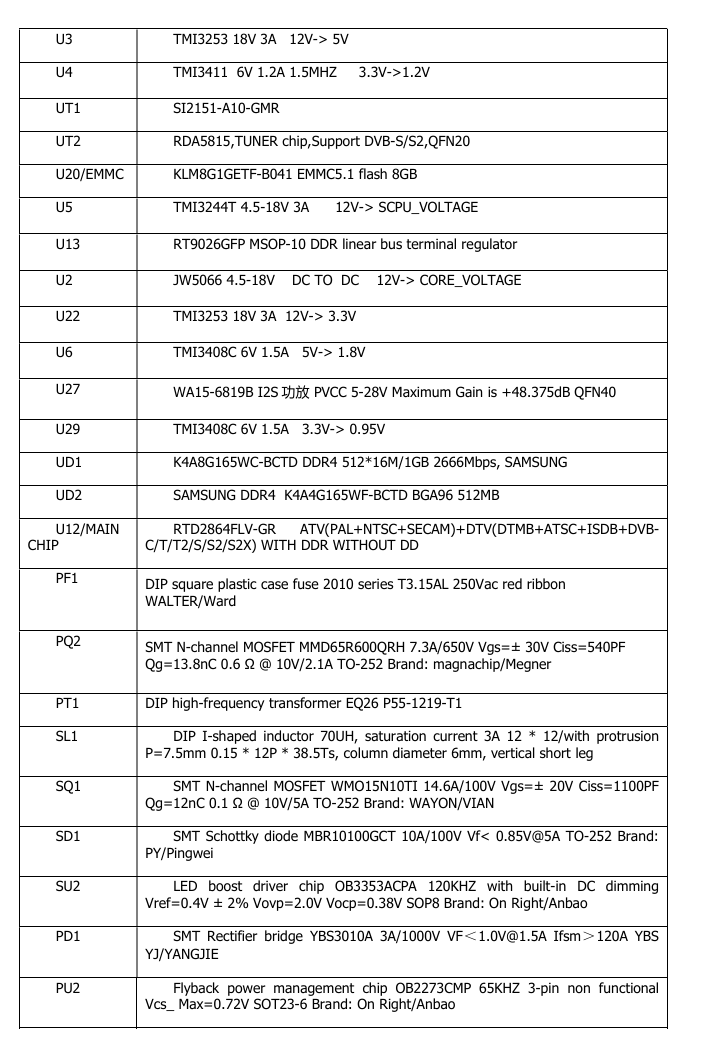 U3 TMI3253 18V 3A 12V-> 5V
U4 TMI3411 6V 1.2A 1.5MHZ 3.3V->1.2V
UT1 SI2151-A10-GMR
UT2 RDA5815,TUNER chip,Support DVB-S/S2,QFN20
U20/EMMC KLM8G1GETF-B041 EMMC5.1 flash 8GB
U5 TMI3244T 4.5-18V 3A 12V-> SCPU_VOLTAGE
U13 RT9026GFP MSOP-10 DDR linear bus terminal regulator
U2 JW5066 4.5-18V DC TO DC 12V-> CORE_VOLTAGE
U22 TMI3253 18V 3A 12V-> 3.3V
U6 TMI3408C 6V 1.5A 5V-> 1.8V
U27 WA15-6819B I2S 功放 PVCC 5-28V Maximum Gain is +48.375dB QFN40
U29 TMI3408C 6V 1.5A 3.3V-> 0.95V
UD1 K4A8G165WC-BCTD DDR4 512*16M/1GB 2666Mbps, SAMSUNG
UD2 SAMSUNG DDR4 K4A4G165WF-BCTD BGA96 512MB
U12/MAIN RTD2864FLV-GR ATV(PAL+NTSC+SECAM)+DTV(DTMB+ATSC+ISDB+DVB-
CHIP C/T/T2/S/S2/S2X) WITH DDR WITHOUT DD
PF1 DIP square plastic case fuse 2010 series T3.15AL 250Vac red ribbon
WALTER/Ward
PQ2 SMT N-channel MOSFET MMD65R600QRH 7.3A/650V Vgs=± 30V Ciss=540PF
Qg=13.8nC 0.6 Ω @ 10V/2.1A TO-252 Brand: magnachip/Megner
PT1 DIP high-frequency transformer EQ26 P55-1219-T1
SL1 DIP I-shaped inductor 70UH, saturation current 3A 12 * 12/with protrusion
P=7.5mm 0.15 * 12P * 38.5Ts, column diameter 6mm, vertical short leg
SQ1 SMT N-channel MOSFET WMO15N10TI 14.6A/100V Vgs=± 20V Ciss=1100PF
Qg=12nC 0.1 Ω @ 10V/5A TO-252 Brand: WAYON/VIAN
SD1 SMT Schottky diode MBR10100GCT 10A/100V Vf< 0.85V@5A TO-252 Brand:
PY/Pingwei
SU2 LED boost driver chip OB3353ACPA 120KHZ with built-in DC dimming
Vref=0.4V ± 2% Vovp=2.0V Vocp=0.38V SOP8 Brand: On Right/Anbao
PD1 SMT Rectifier bridge YBS3010A 3A/1000V VF＜1.0V@1.5A Ifsm＞120A YBS
YJ/YANGJIE
PU2 Flyback power management chip OB2273CMP 65KHZ 3-pin non functional
Vcs_ Max=0.72V SOT23-6 Brand: On Right/Anbao